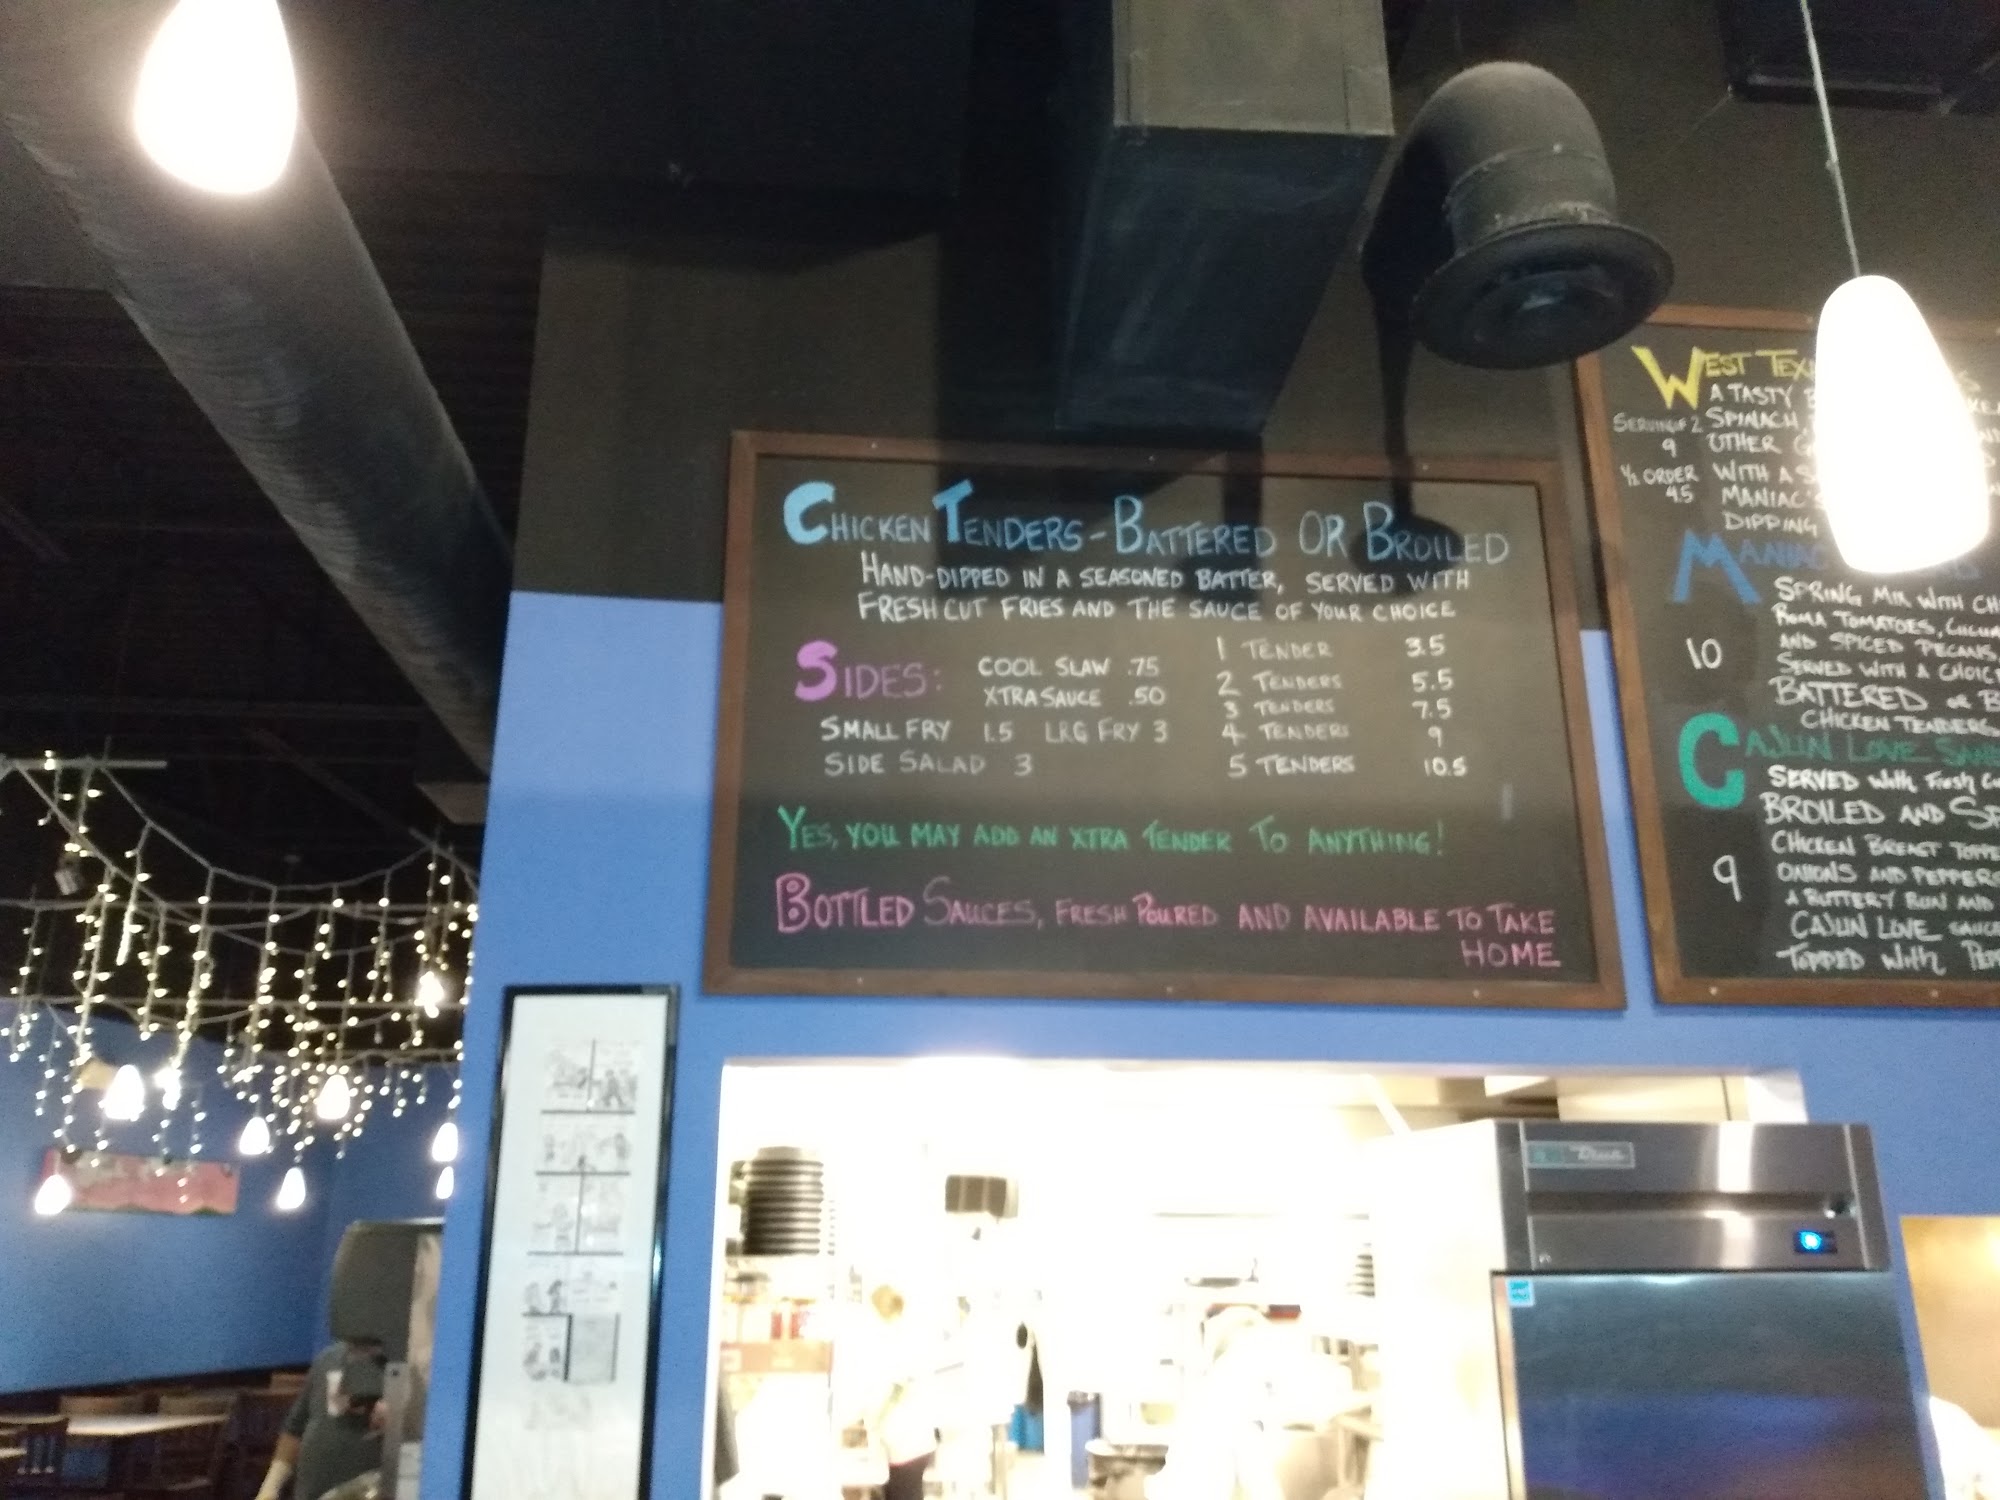 CHICKEN TENDERS - BATTERED OR BROILED
HAND-DIPPED IN A SEASONED BATTER, SERVED WITH
FRESH CUT FRIES AND THE SAUCE OF YOUR CHOICE
SIDES:
COOL SLAW .75
XTRA SAUCE .50
SMALL FRY 1.5 LRG FRY 3
SIDE SALAD 3
1 TENDER 3.5
2 TENDERS 5.5
3 TENDERS 7.5
4 TENDERS 9
5 TENDERS 10.5
YES, YOU MAY ADD AN XTRA TENDER TO ANYTHING!
BOTTLED SAUCES, FRESH POURED AND AVAILABLE TO TAKE
HOME
WEST
A TASTY
SERVING OF 2 SPINACH,
9 OTHER
1/2 ORDER WITH A
4.5 MANIAC'S
DIPPING
MANIAC
SPRING MIX WITH
ROMA TOMATOES,
10 AND SPICED PECANS,
SERVED WITH A CHOICE
BATTERED or
CHICKEN TENDERS
CAJUN LOVE
SERVED With Fresh
BROILED AND
CHICKEN BREAST
9 ONIONS AND PEPPERS
A BUTTERY BUN AND
CAJUN LOVE SAUCE
TOPPED With
True